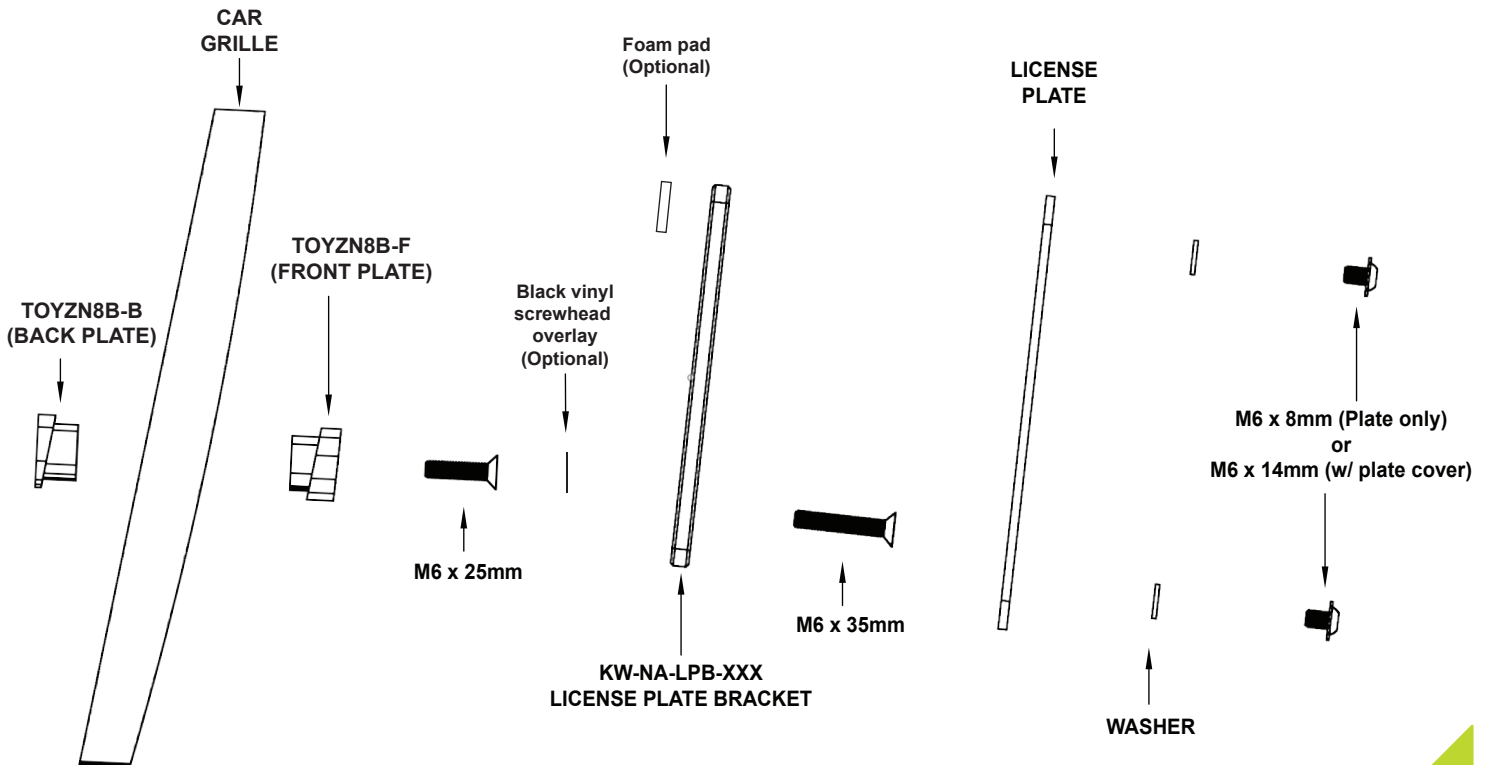 CAR
GRILLE
Foam pad
(Optional)
LICENSE
PLATE
TOYZN8B-F
(FRONT PLATE)
TOYZN8B-B
(BACK PLATE)
Black vinyl
screwhead
overlay
(Optional)
M6 x 8mm (Plate only)
or
M6 x 14mm (w/ plate cover)
M6 x 25mm
M6 x 35mm
KW-NA-LPB-XXX
LICENSE PLATE BRACKET
WASHER